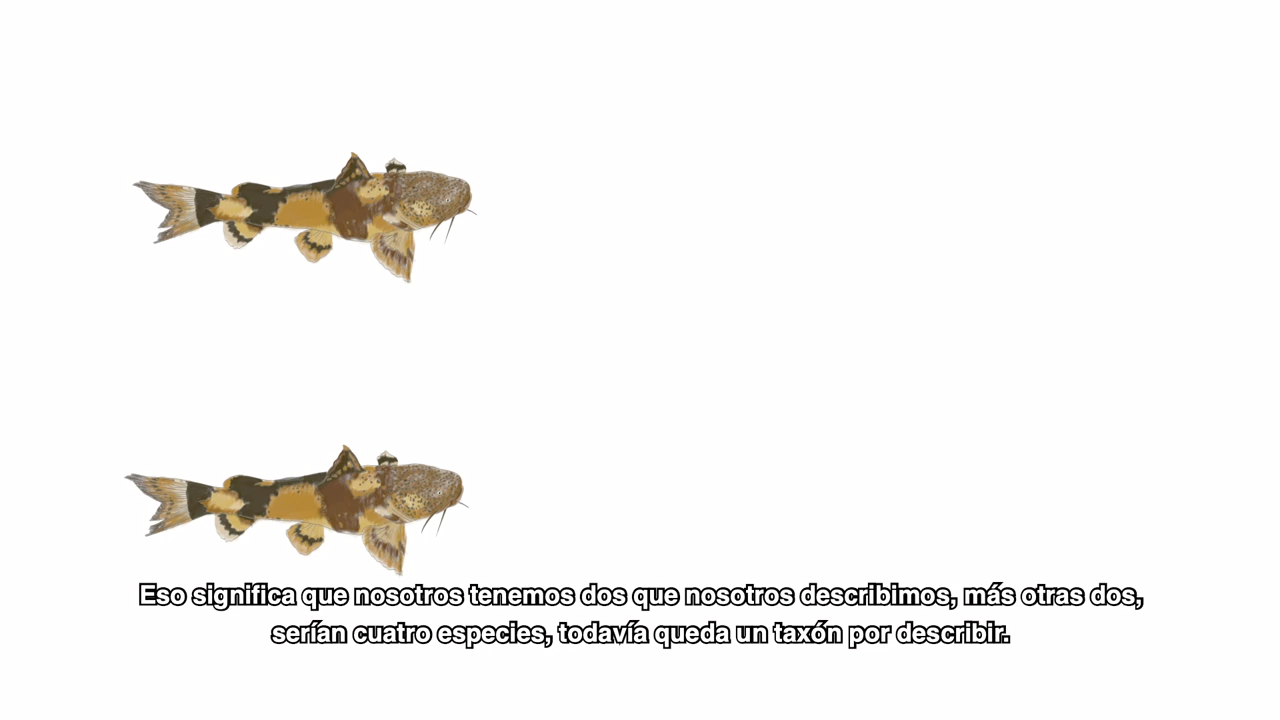 Eso significa que nosotros tenemos dos que nosotros describimos, más otras dos,
serían cuatro especies, todavía queda un taxón por describir.